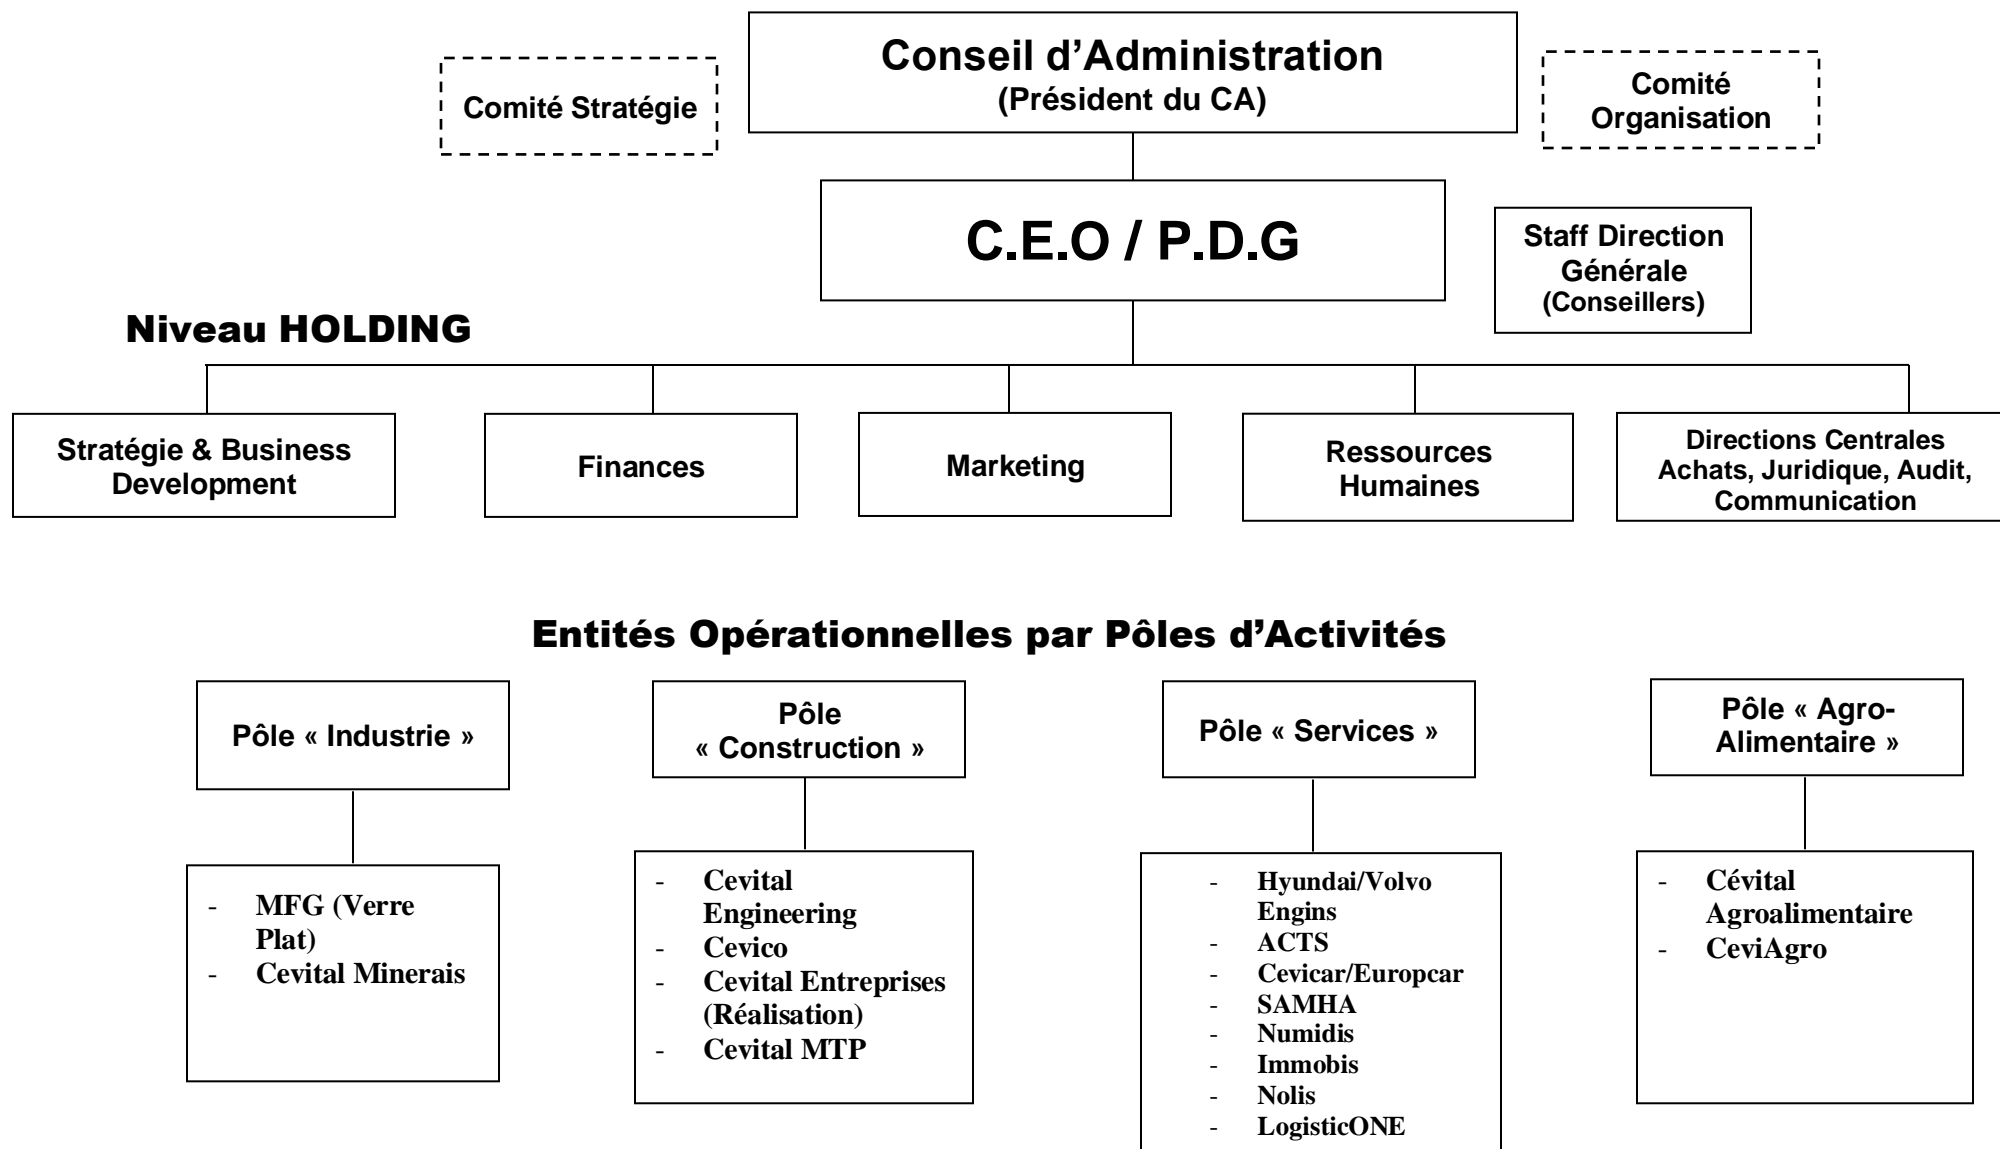 Conseil d'Administration
(Président du CA)
Comité Stratégie
Comité
Organisation
C.E.O / P.D.G
Staff Direction
Générale
(Conseillers)
Niveau HOLDING
Stratégie & Business
Development
Finances
Marketing
Ressources
Humaines
Directions Centrales
Achats, Juridique, Audit,
Communication
Entités Opérationnelles par Pôles d'Activités
Pôle « Industrie »
Pôle
« Construction »
Pôle « Services »
Pôle « Agro-
Alimentaire »
- MFG (Verre
Plat)
- Cevital Minerais
- Cevital
Engineering
- Cevico
- Cevital Entreprises
(Réalisation)
- Cevital MTP
- Hyundai/Volvo
Engins
- ACTS
- Cevicar/Europcar
- SAMHA
- Numidis
- Immobis
- Nolis
- LogisticONE
- Cévital
Agroalimentaire
- CeviAgro